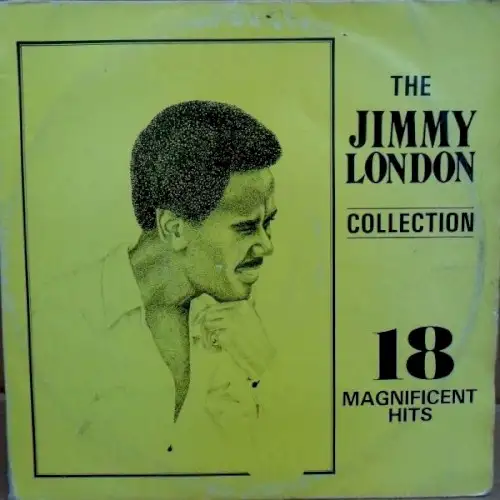 THE
JIMMY
LONDON
COLLECTION
18
MAGNIFICENT
HITS